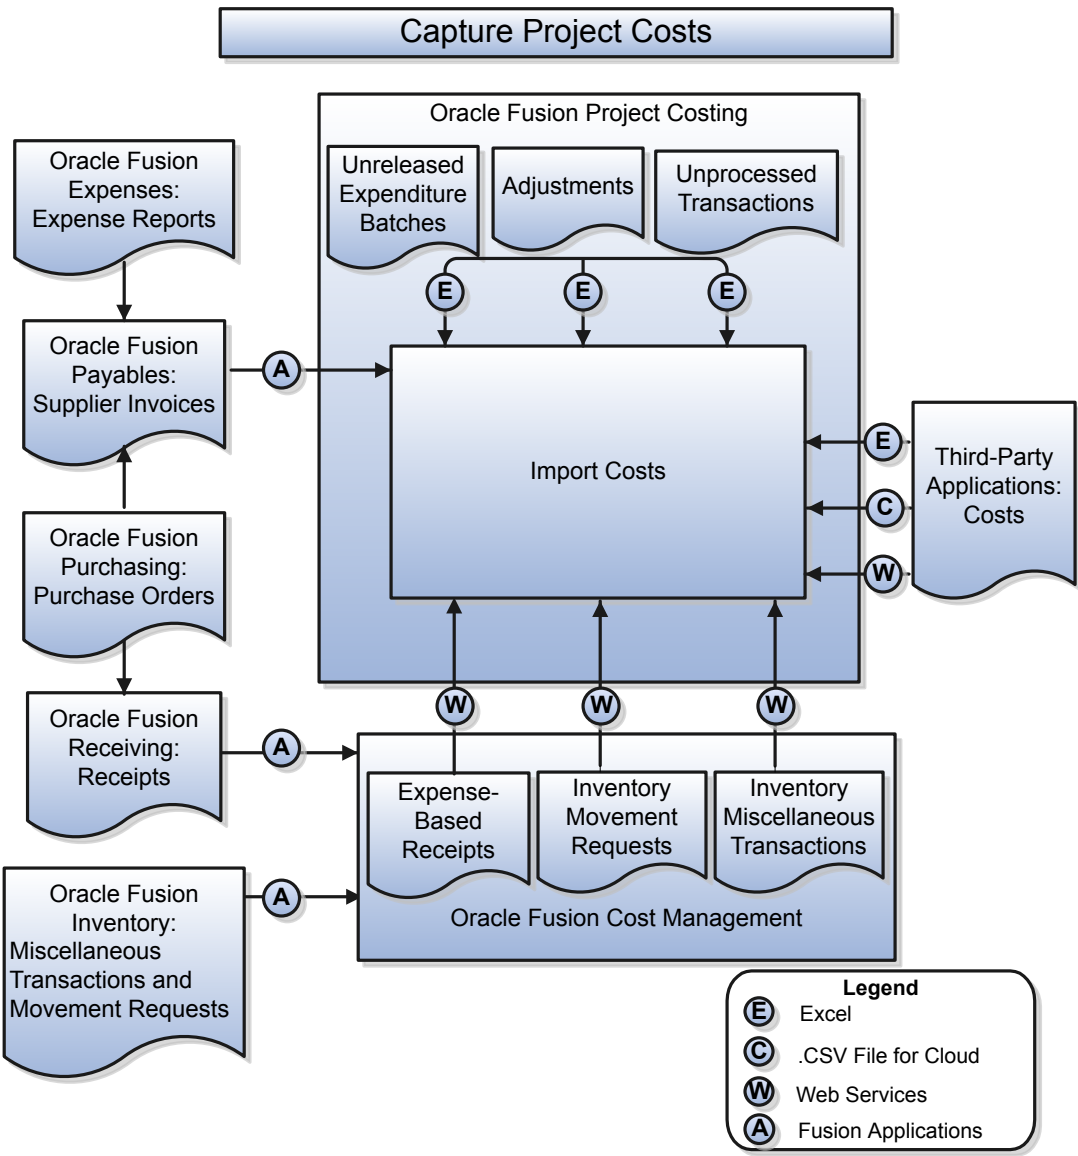 Capture Project Costs
Oracle Fusion Project Costing
Unreleased
Expenditure
Batches
Adjustments
Unprocessed
Transactions
E
E
E
Oracle Fusion
Expenses:
Expense Reports
Oracle Fusion
Payables:
Supplier Invoices
A
Import Costs
E
C
W
Third-Party
Applications:
Costs
Oracle Fusion
Purchasing:
Purchase Orders
Oracle Fusion
Receiving:
Receipts
A
W
W
W
Expense-
Based
Receipts
Inventory
Movement
Requests
Inventory
Miscellaneous
Transactions
Oracle Fusion Cost Management
Oracle Fusion
Inventory:
Miscellaneous
Transactions and
Movement Requests
A
Legend
E Excel
C .CSV File for Cloud
W Web Services
A Fusion Applications